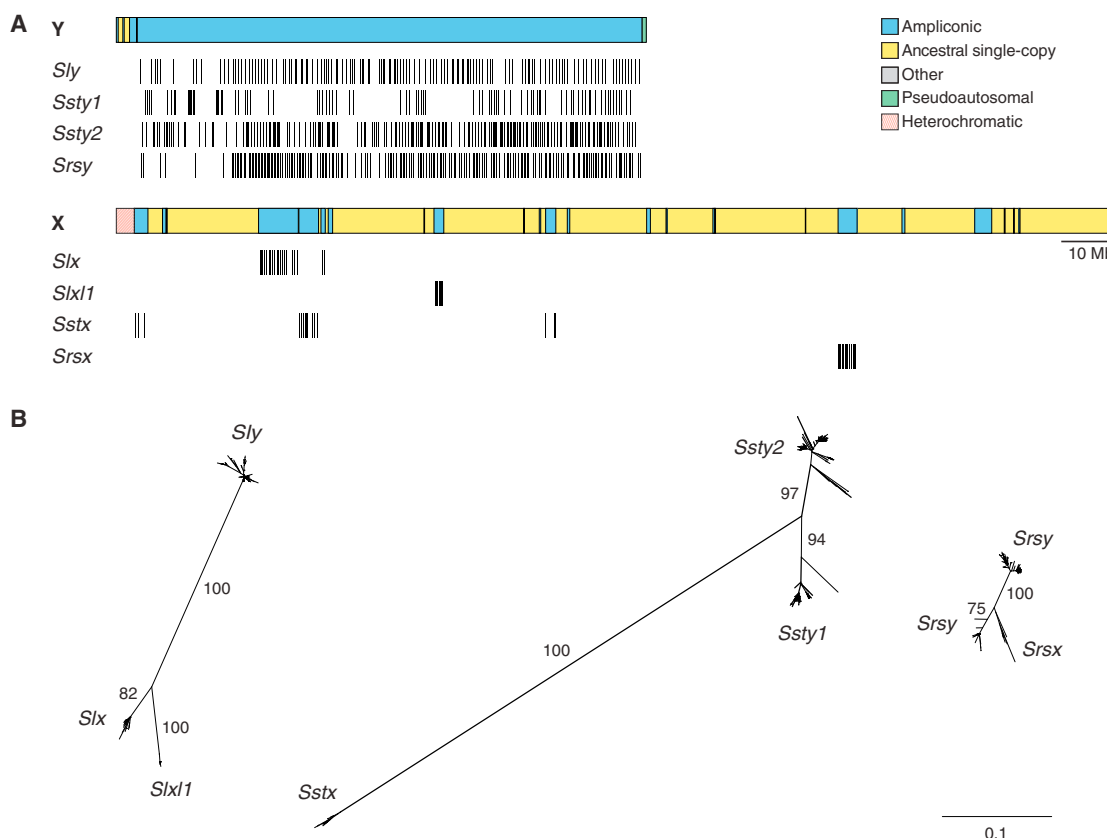 A
Y
Sly
Ssty1
Ssty2
Srsy
Ampliconic
Ancestral single-copy
Other
Pseudoautosomal
Heterochromatic
X
10 M
Slx
Slxl1
Sstx
Srsx
B
Sly
100
82
Slx
100
Slxl1
Ssty2
97
94
Ssty1
100
Sstx
Srsy
100
75
Srsy
Srsx
0.1